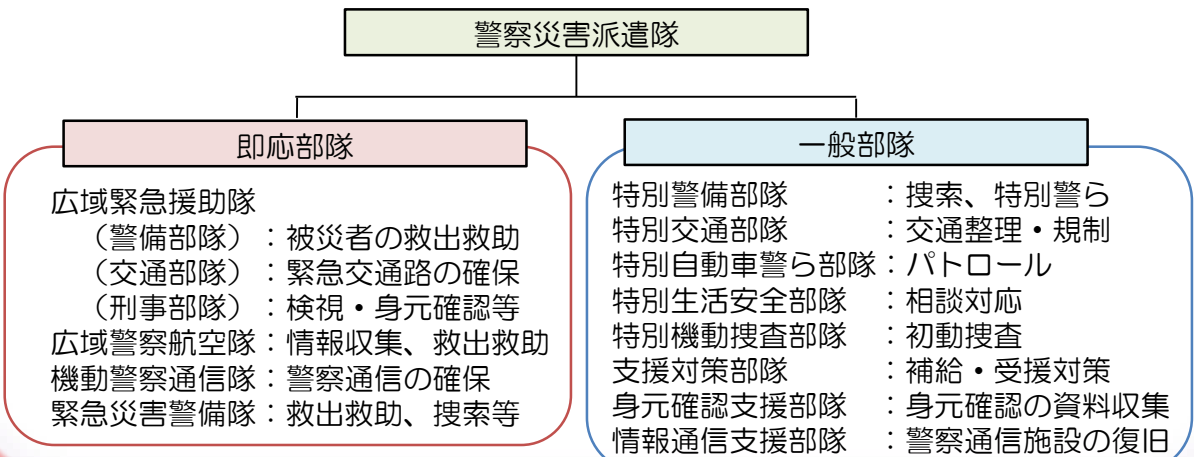 警察災害派遣隊
即応部隊
広域緊急援助隊
（警備部隊）：被災者の救出救助
（交通部隊）：緊急交通路の確保
（刑事部隊）：検視・身元確認等
広域警察航空隊：情報収集、救出救助
機動警察通信隊：警察通信の確保
緊急災害警備隊：救出救助、捜索等
一般部隊
特別警備部隊：捜索、特別警ら
特別交通部隊：交通整理・規制
特別自動車警ら部隊：パトロール
特別生活安全部隊：相談対応
特別機動捜査部隊：初動捜査
支援対策部隊：補給・受援対策
身元確認支援部隊：身元確認の資料収集
情報通信支援部隊：警察通信施設の復旧